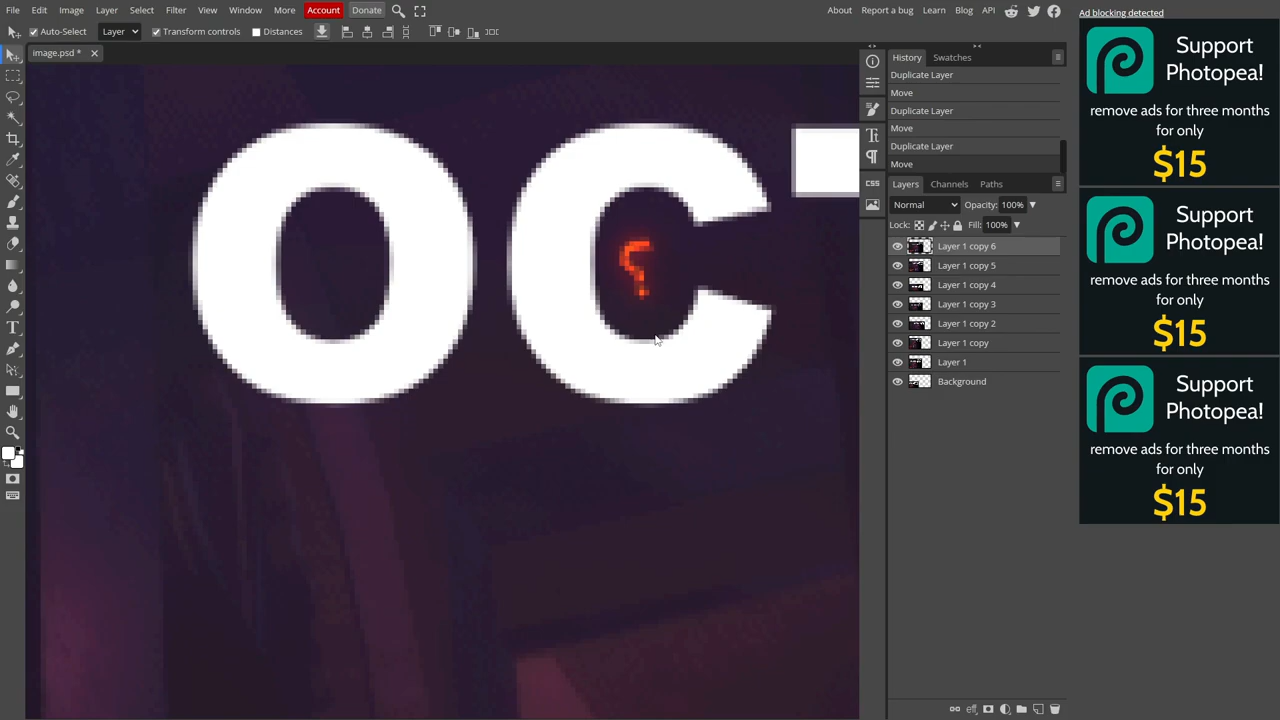 File Edit Image Layer Select Filter View Window More Account Donate
About Report a bug Learn Blog API
Ad blocking detected
Auto-Select Layer Transform controls Distances
image.psd *
OC
History Swatches
Duplicate Layer
Move
Duplicate Layer
Move
Duplicate Layer
Move
Layers Channels Paths
Normal Opacity: 100%
Lock: Fill: 100%
Layer 1 copy 6
Layer 1 copy 5
Layer 1 copy 4
Layer 1 copy 3
Layer 1 copy 2
Layer 1 copy
Layer 1
Background
CSS
Support
Photopea!
remove ads for three months
for only
$15
Support
Photopea!
remove ads for three months
for only
$15
Support
Photopea!
remove ads for three months
for only
$15